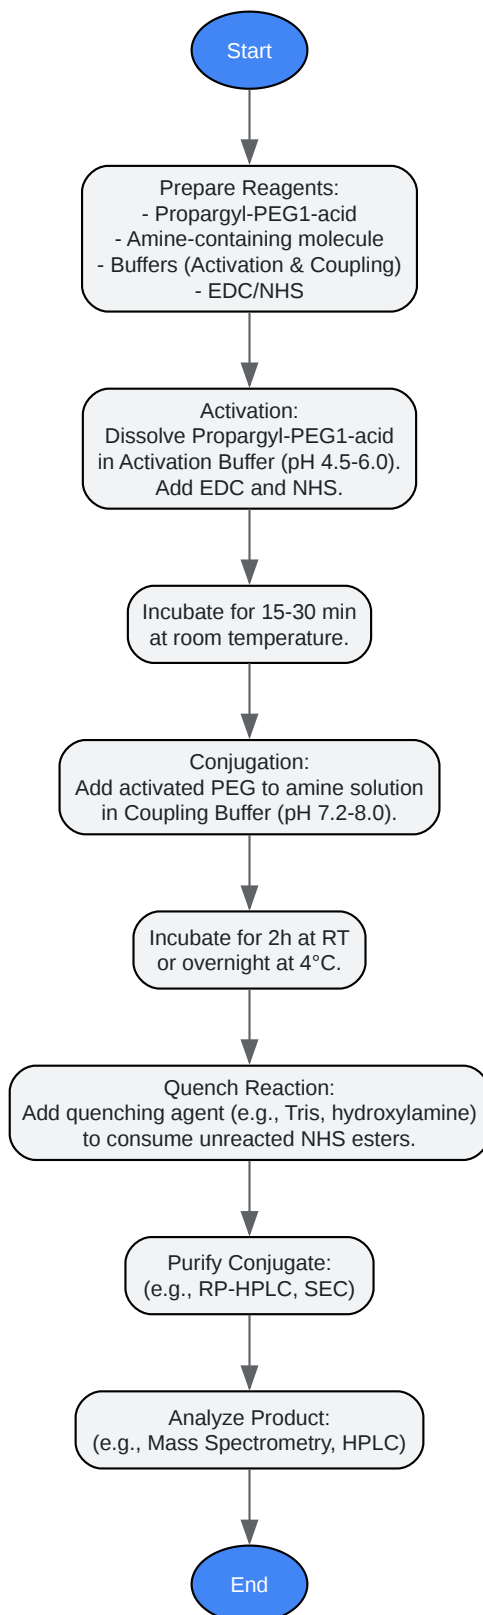 Start
Prepare Reagents:
- Propargyl-PEG1-acid
- Amine-containing molecule
- Buffers (Activation & Coupling)
- EDC/NHS
Activation:
Dissolve Propargyl-PEG1-acid
in Activation Buffer (pH 4.5-6.0).
Add EDC and NHS.
Incubate for 15-30 min
at room temperature.
Conjugation:
Add activated PEG to amine solution
in Coupling Buffer (pH 7.2-8.0).
Incubate for 2h at RT
or overnight at 4°C.
Quench Reaction:
Add quenching agent (e.g., Tris, hydroxylamine)
to consume unreacted NHS esters.
Purify Conjugate:
(e.g., RP-HPLC, SEC)
Analyze Product:
(e.g., Mass Spectrometry, HPLC)
End